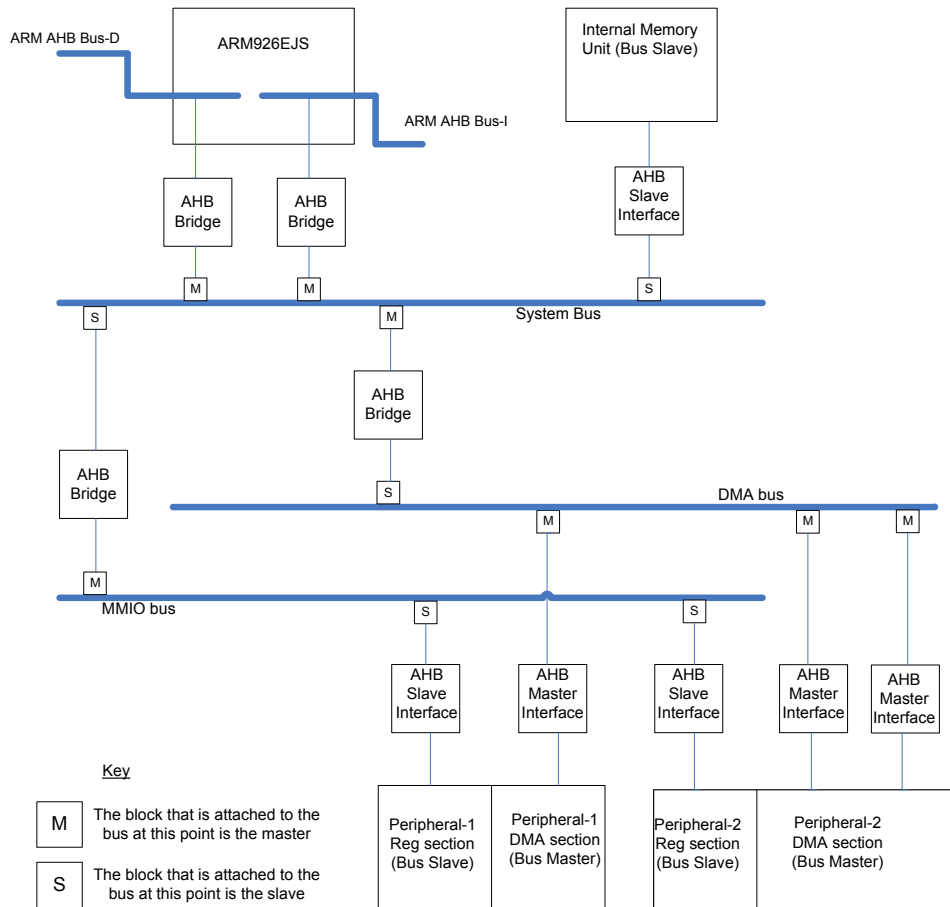 ARM AHB Bus-D
ARM926EJS
Internal Memory
Unit (Bus Slave)
ARM AHB Bus-I
AHB
Bridge
AHB
Bridge
AHB
Slave
Interface
M
M
S
System Bus
S
M
AHB
Bridge
AHB
Bridge
S
DMA bus
M
M
M
M
MMIO bus
S
S
AHB
Slave
Interface
AHB
Master
Interface
AHB
Slave
Interface
AHB
Master
Interface
AHB
Master
Interface
Key
M
The block that is attached to the
bus at this point is the master
S
The block that is attached to the
bus at this point is the slave
Peripheral-1
Reg section
(Bus Slave)
Peripheral-1
DMA section
(Bus Master)
Peripheral-2
Reg section
(Bus Slave)
Peripheral-2
DMA section
(Bus Master)